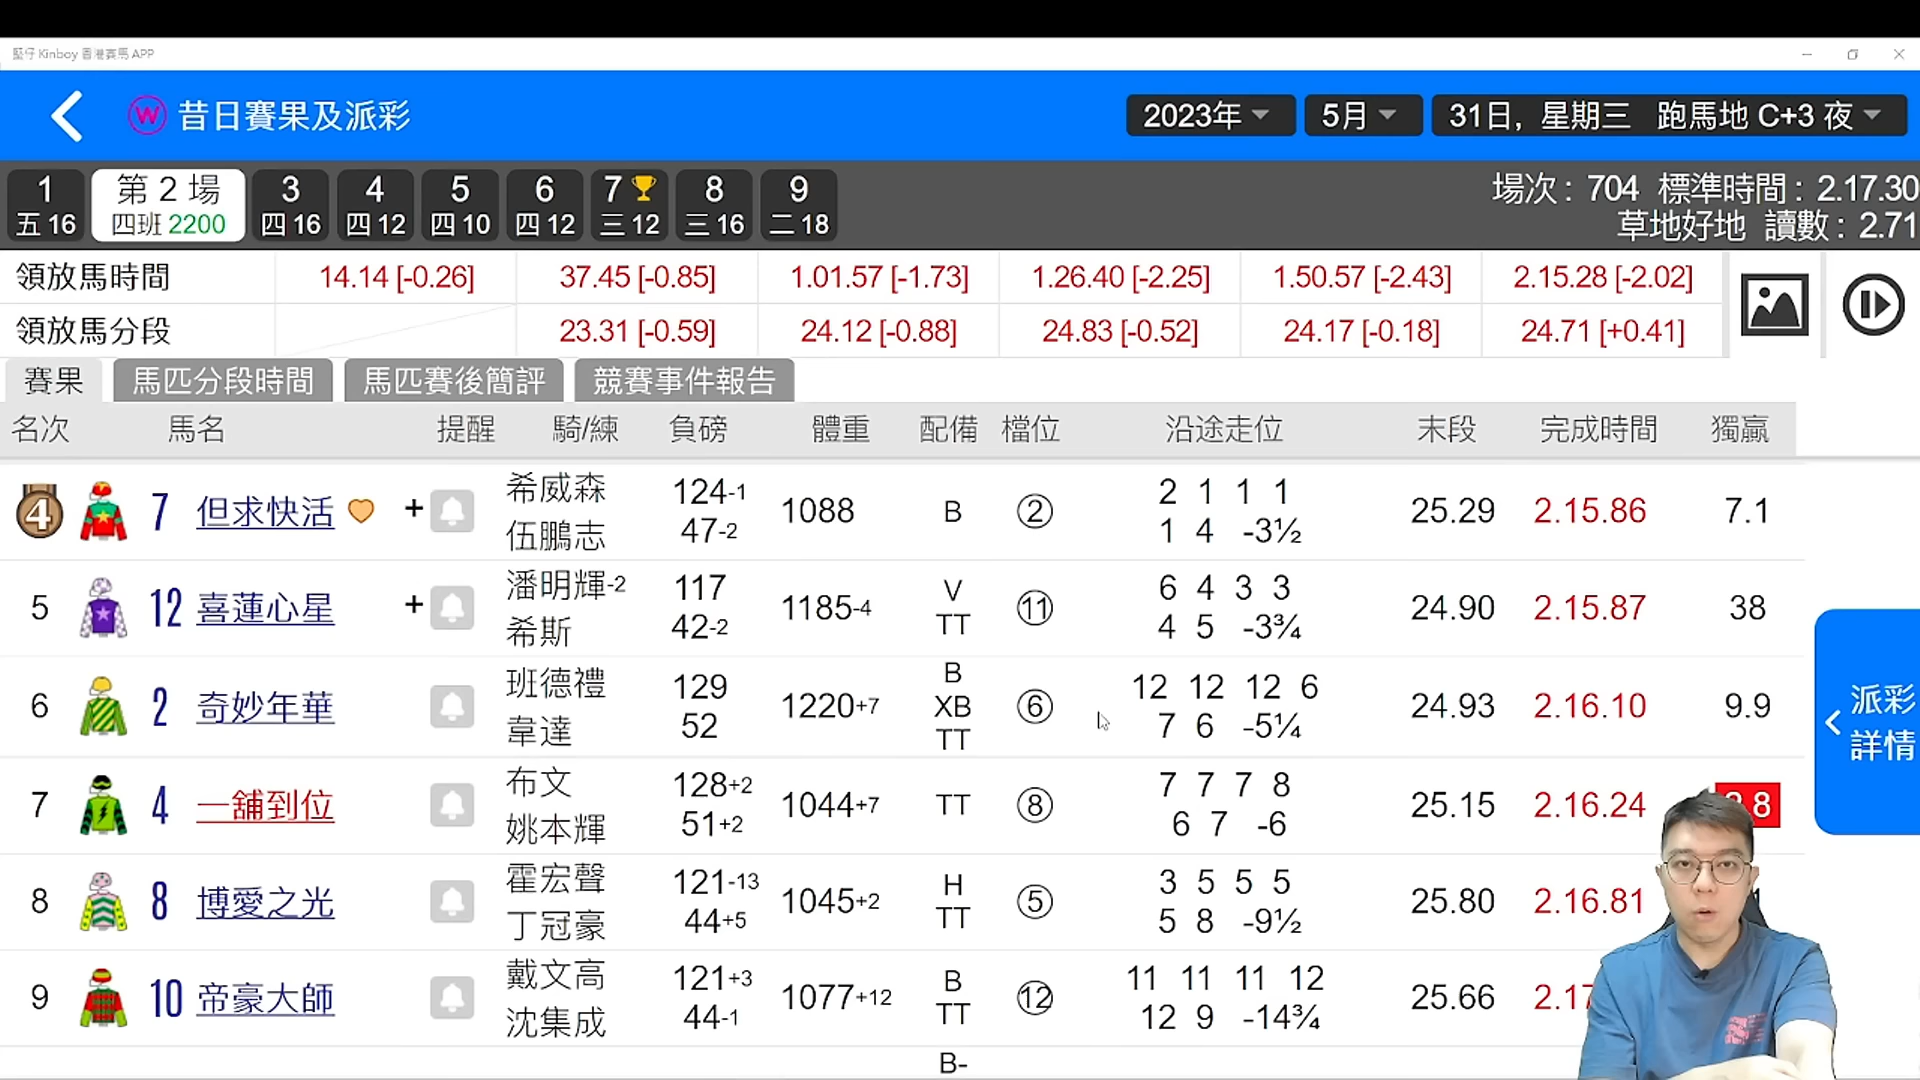 堅仔 Kinboy 香港賽馬 APP
W 昔日賽果及派彩 2023年 5月 31日, 星期三 跑馬地 C+3 夜
1 第 2 場 3 4 5 6 7 8 9
五 16 四班 2200 四 16 四 12 四 10 四 12 三 12 三 16 二 18
場次 : 704 標準時間 : 2.17.30
草地好地 讀數 : 2.71
領放馬時間 14.14 [-0.26] 37.45 [-0.85] 1.01.57 [-1.73] 1.26.40 [-2.25] 1.50.57 [-2.43] 2.15.28 [-2.02]
領放馬分段 23.31 [-0.59] 24.12 [-0.88] 24.83 [-0.52] 24.17 [-0.18] 24.71 [+0.41]
賽果 馬匹分段時間 馬匹賽後簡評 競賽事件報告
名次 馬名 提醒 騎/練 負磅 體重 配備 檔位 沿途走位 末段 完成時間 獨贏
希威森 124-1 2 1 1 1
4 7 但求快活 + 1088 B 2 25.29 2.15.86 7.1
伍鵬志 47-2 1 4 -3½
潘明輝-2 117 V 6 4 3 3
5 12 喜蓮心星 + 1185-4 11 24.90 2.15.87 38
希斯 42-2 TT 4 5 -3¾
班德禮 129 B 12 12 12 6
6 2 奇妙年華 1220+7 XB 6 24.93 2.16.10 9.9
韋達 52 TT 7 6 -5¼
布文 128+2 7 7 7 8
7 4 一舖到位 1044+7 TT 8 25.15 2.16.24 8
姚本輝 51+2 6 7 -6
霍宏聲 121-13 H 3 5 5 5
8 8 博愛之光 1045+2 5 25.80 2.16.81
丁冠豪 44+5 TT 5 8 -9½
戴文高 121+3 B 11 11 11 12
9 10 帝豪大師 1077+12 12 25.66 2.17
沈集成 44-1 TT 12 9 -14¾
B-
派彩
詳情